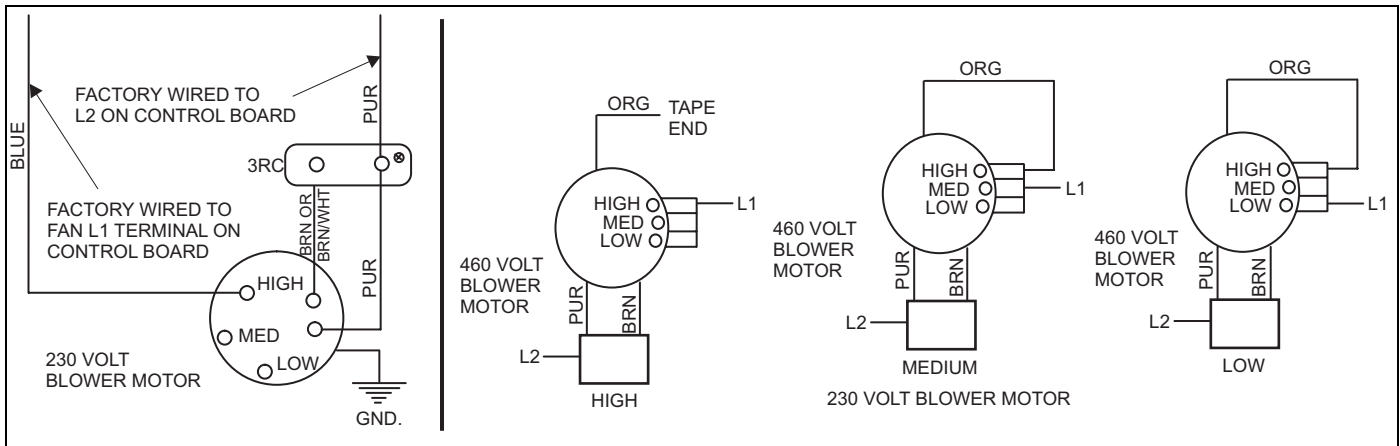 BLUE
FACTORY WIRED TO
L2 ON CONTROL BOARD
PUR
3RC
FACTORY WIRED TO
FAN L1 TERMINAL ON
CONTROL BOARD
BRN OR
BRN/WHT
PUR
HIGH
MED
LOW
230 VOLT
BLOWER MOTOR
GND.
ORG
TAPE
END
HIGH
MED
LOW
L1
460 VOLT
BLOWER
MOTOR
PUR
BRN
L2
HIGH
ORG
HIGH
MED
LOW
L1
460 VOLT
BLOWER
MOTOR
PUR
BRN
L2
MEDIUM
230 VOLT BLOWER MOTOR
ORG
HIGH
MED
LOW
L1
460 VOLT
BLOWER
MOTOR
PUR
BRN
L2
LOW